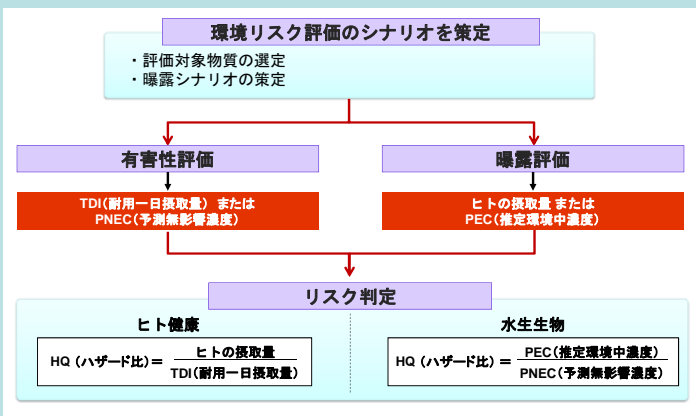 環境リスク評価のシナリオを策定
・評価対象物質の選定
・曝露シナリオの策定
有害性評価
曝露評価
TDI(耐用一日摂取量) または
PNEC(予測無影響濃度)
ヒトの摂取量 または
PEC(推定環境中濃度)
リスク判定
ヒト健康
HQ (ハザード比) = ヒトの摂取量
TDI(耐用一日摂取量)
水生生物
HQ (ハザード比) = PEC(推定環境中濃度)
PNEC(予測無影響濃度)